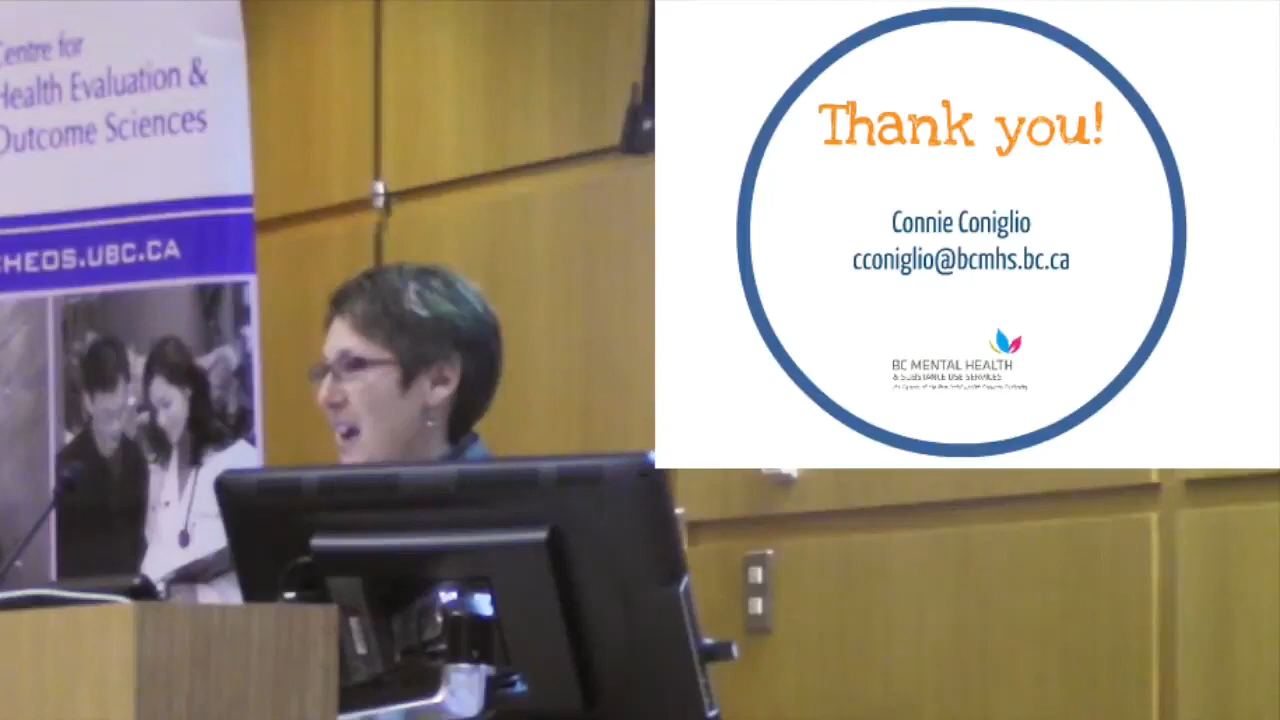 Centre for
Health Evaluation &
Outcome Sciences
CHEOS.UBC.CA
Thank you!
Connie Coniglio
cconiglio@bcmhs.bc.ca
BC MENTAL HEALTH
& SUBSTANCE USE SERVICES